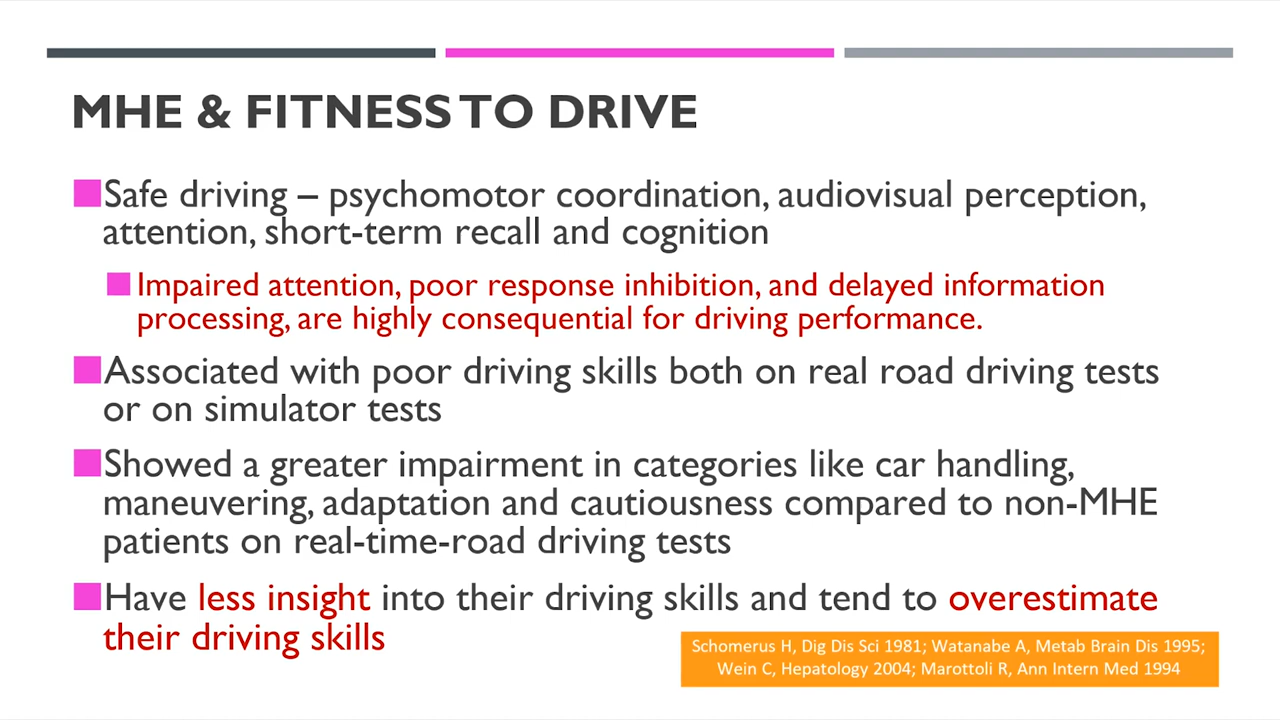 MHE & FITNESS TO DRIVE
Safe driving – psychomotor coordination, audiovisual perception,
attention, short-term recall and cognition
Impaired attention, poor response inhibition, and delayed information
processing, are highly consequential for driving performance.
Associated with poor driving skills both on real road driving tests
or on simulator tests
Showed a greater impairment in categories like car handling,
maneuvering, adaptation and cautiousness compared to non-MHE
patients on real-time-road driving tests
Have less insight into their driving skills and tend to overestimate
their driving skills
Schomerus H, Dig Dis Sci 1981; Watanabe A, Metab Brain Dis 1995;
Wein C, Hepatology 2004; Marottoli R, Ann Intern Med 1994